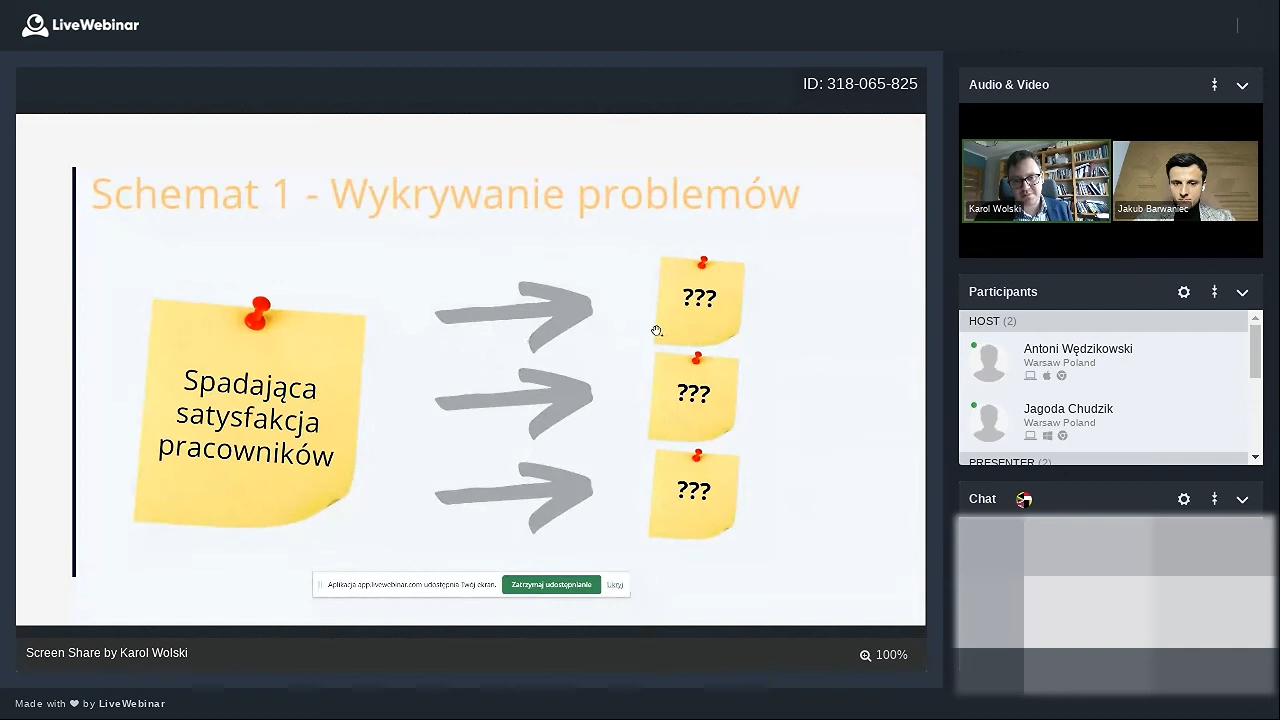 LiveWebinar
ID: 318-065-825
Schemat 1 - Wykrywanie problemów
Spadająca
satysfakcja
pracowników
???
???
???
Aplikacja app.livewebinar.com udostępnia Twój ekran.
Zatrzymaj udostępnianie
Ukryj
Screen Share by Karol Wolski
100%
Audio & Video
Karol Wolski
Jakub Barwaniec
Participants
HOST (2)
Antoni Wędzikowski
Warsaw Poland
Jagoda Chudzik
Warsaw Poland
PRESENTER (2)
Chat
Made with ❤ by LiveWebinar